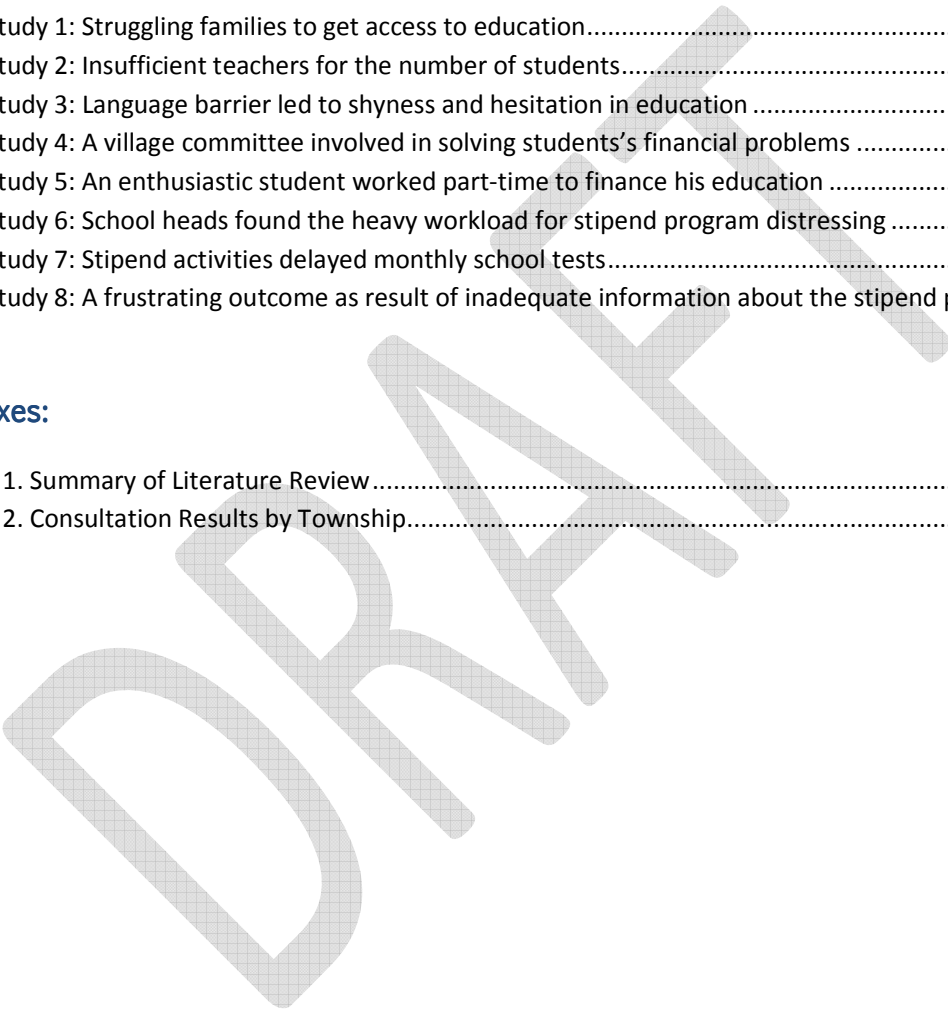 tudy 1: Struggling families to get access to education........................................................
tudy 2: Insufficient teachers for the number of students..................................................
tudy 3: Language barrier led to shyness and hesitation in education ..............................
tudy 4: A village committee involved in solving students's financial problems ...............
tudy 5: An enthusiastic student worked part-time to finance his education ...................
tudy 6: School heads found the heavy workload for stipend program distressing ..........
tudy 7: Stipend activities delayed monthly school tests....................................................
tudy 8: A frustrating outcome as result of inadequate information about the stipend p
xes:
1. Summary of Literature Review.........................................................................................
2. Consultation Results by Township....................................................................................
DRAFT